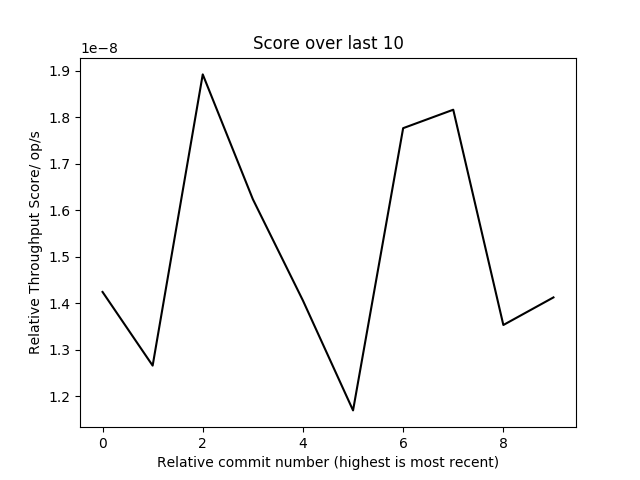 Score over last 10
1e−8
1.9
1.8
1.7
1.6
1.5
1.4
1.3
1.2
Relative Throughput Score/ op/s
0 2 4 6 8
Relative commit number (highest is most recent)